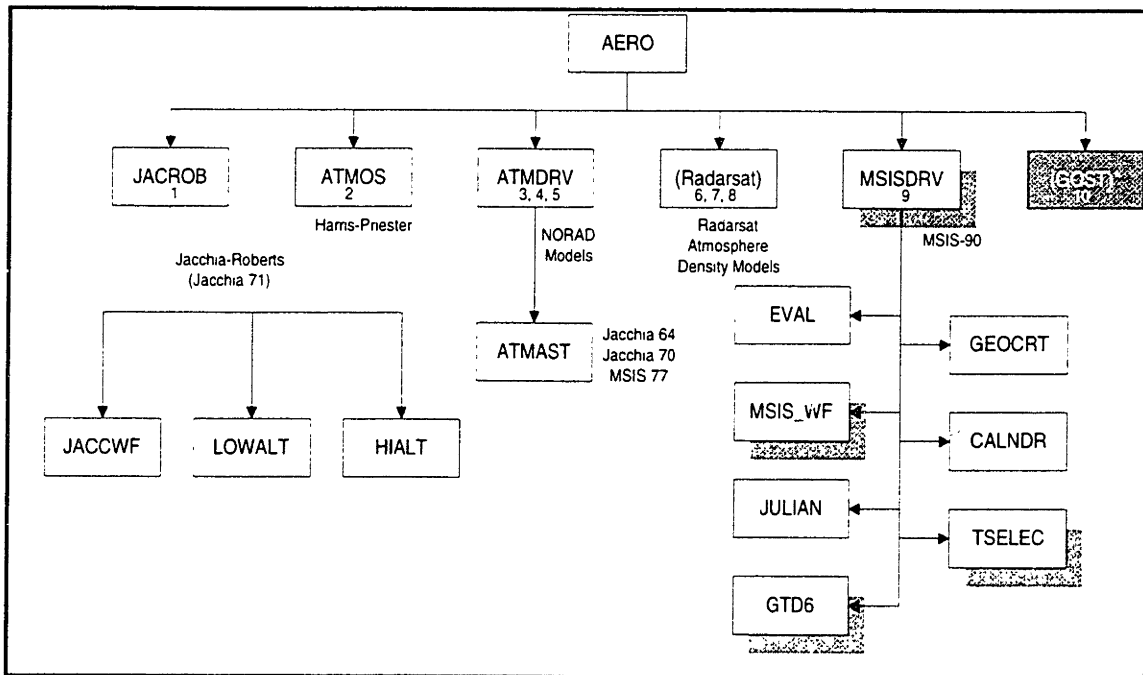 AERO
JACROB
1
ATMOS
2
ATMDRV
3, 4, 5
(Radarsat)
6, 7, 8
MSISDRV
9
(GOST)
10
Harris-Priester
NORAD
Models
Radarsat
Atmosphere
Density Models
MSIS-90
Jacchia-Roberts
(Jacchia 71)
JACCWF
LOWALT
HIALT
ATMAST
Jacchia 64
Jacchia 70
MSIS 77
EVAL
GEOCRT
MSIS_WF
CALNDR
JULIAN
TSELEC
GTD6